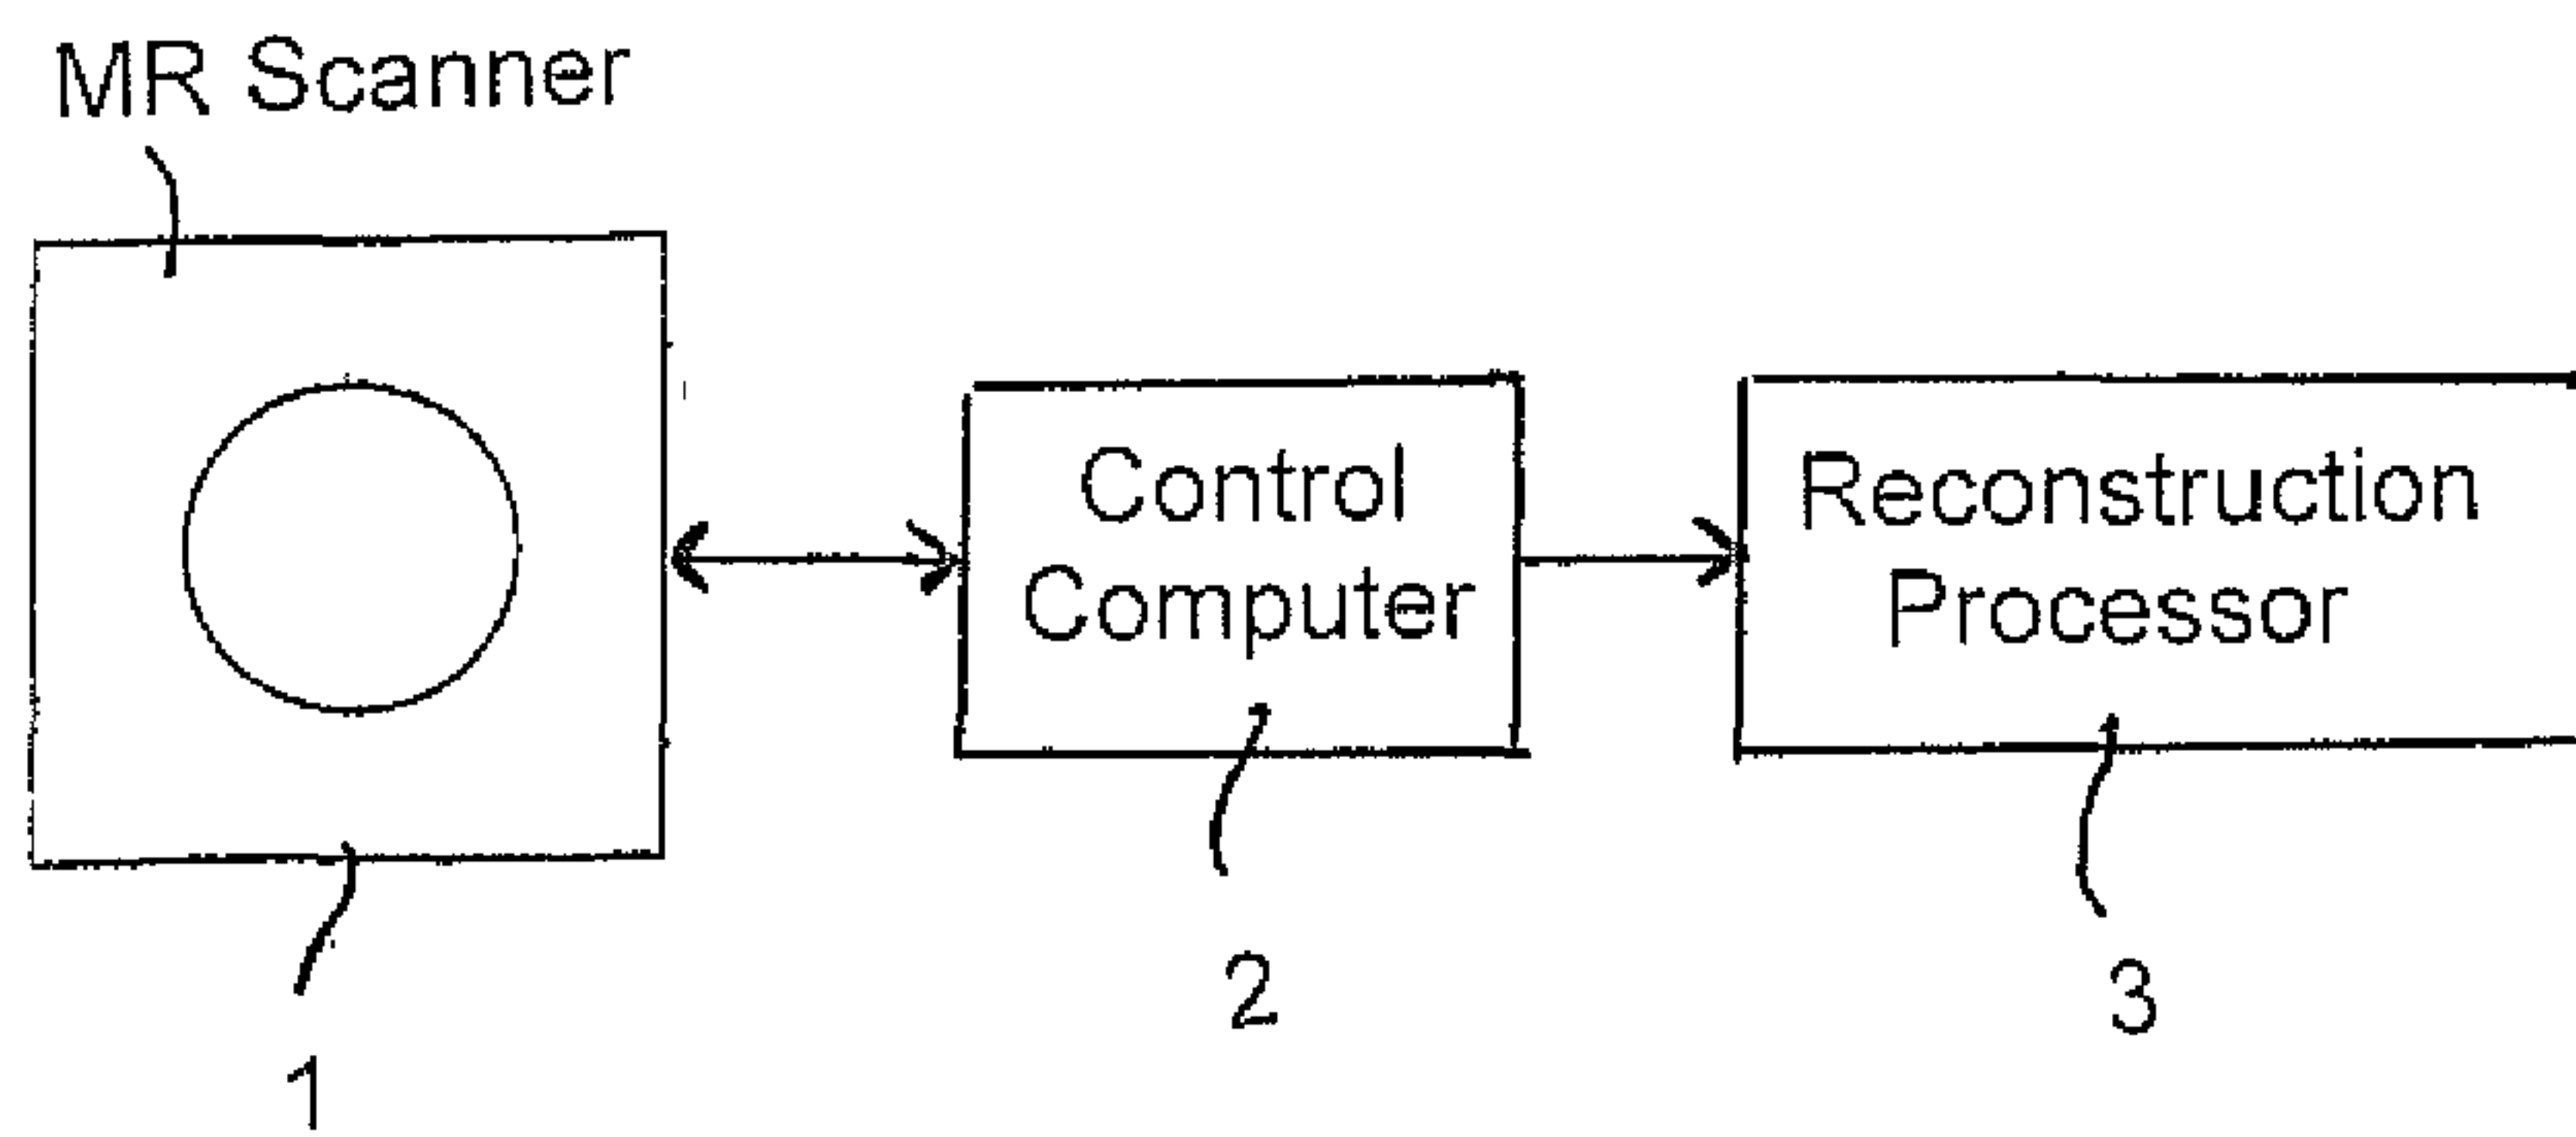 MR Scanner
Control
Computer
Reconstruction
Processor
1
2
3